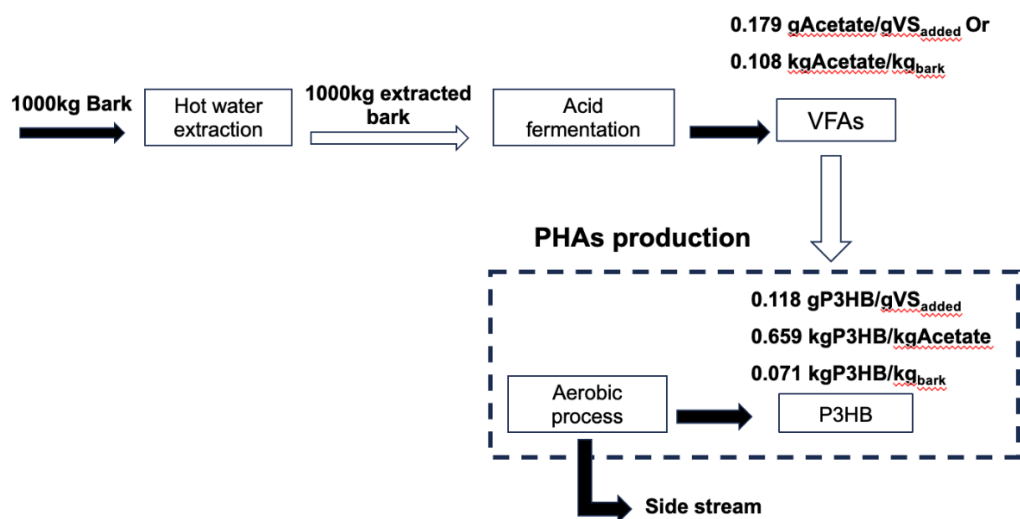 0.179 gAcetate/gVSadded Or
0.108 kgAcetate/kgbark
1000kg Bark
Hot water
extraction
1000kg extracted
bark
Acid
fermentation
VFAs
PHAs production
0.118 gP3HB/gVSadded
0.659 kgP3HB/kgAcetate
0.071 kgP3HB/kgbark
Aerobic
process
P3HB
Side stream